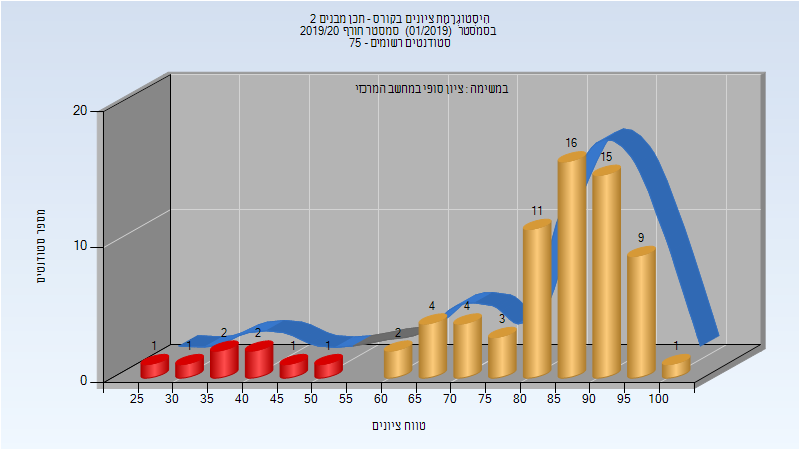 היסטוגרמת ציונים בקורס - תכן מבנים 2
בסמסטר (01/2019) סמסטר חורף 2019/20
סטודנטים רשומים - 75
במשימה : ציון סופי במחשב המרכזי
מספר סטודנטים
20
10
0
1 1 2 2 1 1 2 4 4 3 11 16 15 9 1
25 30 35 40 45 50 55 60 65 70 75 80 85 90 95 100
טווח ציונים